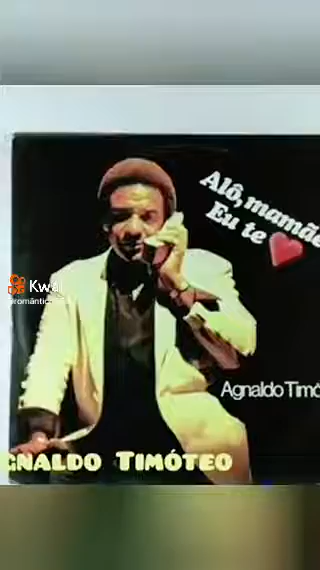 Alô, mamãe
Eu te
Kwai
Agnaldo Timó
GNALDO TIMÓTEO